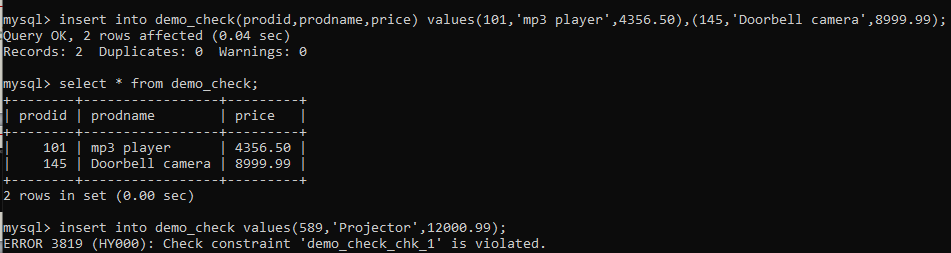 mysql> insert into demo_check(prodid,prodname,price) values(101,'mp3 player',4356.50),(145,'Doorbell camera',8999.99);
Query OK, 2 rows affected (0.04 sec)
Records: 2  Duplicates: 0  Warnings: 0
mysql> select * from demo_check;
+--------+-----------------+---------+
| prodid | prodname        | price   |
+--------+-----------------+---------+
|    101 | mp3 player      | 4356.50 |
|    145 | Doorbell camera | 8999.99 |
+--------+-----------------+---------+
2 rows in set (0.00 sec)
mysql> insert into demo_check values(589,'Projector',12000.99);
ERROR 3819 (HY000): Check constraint 'demo_check_chk_1' is violated.